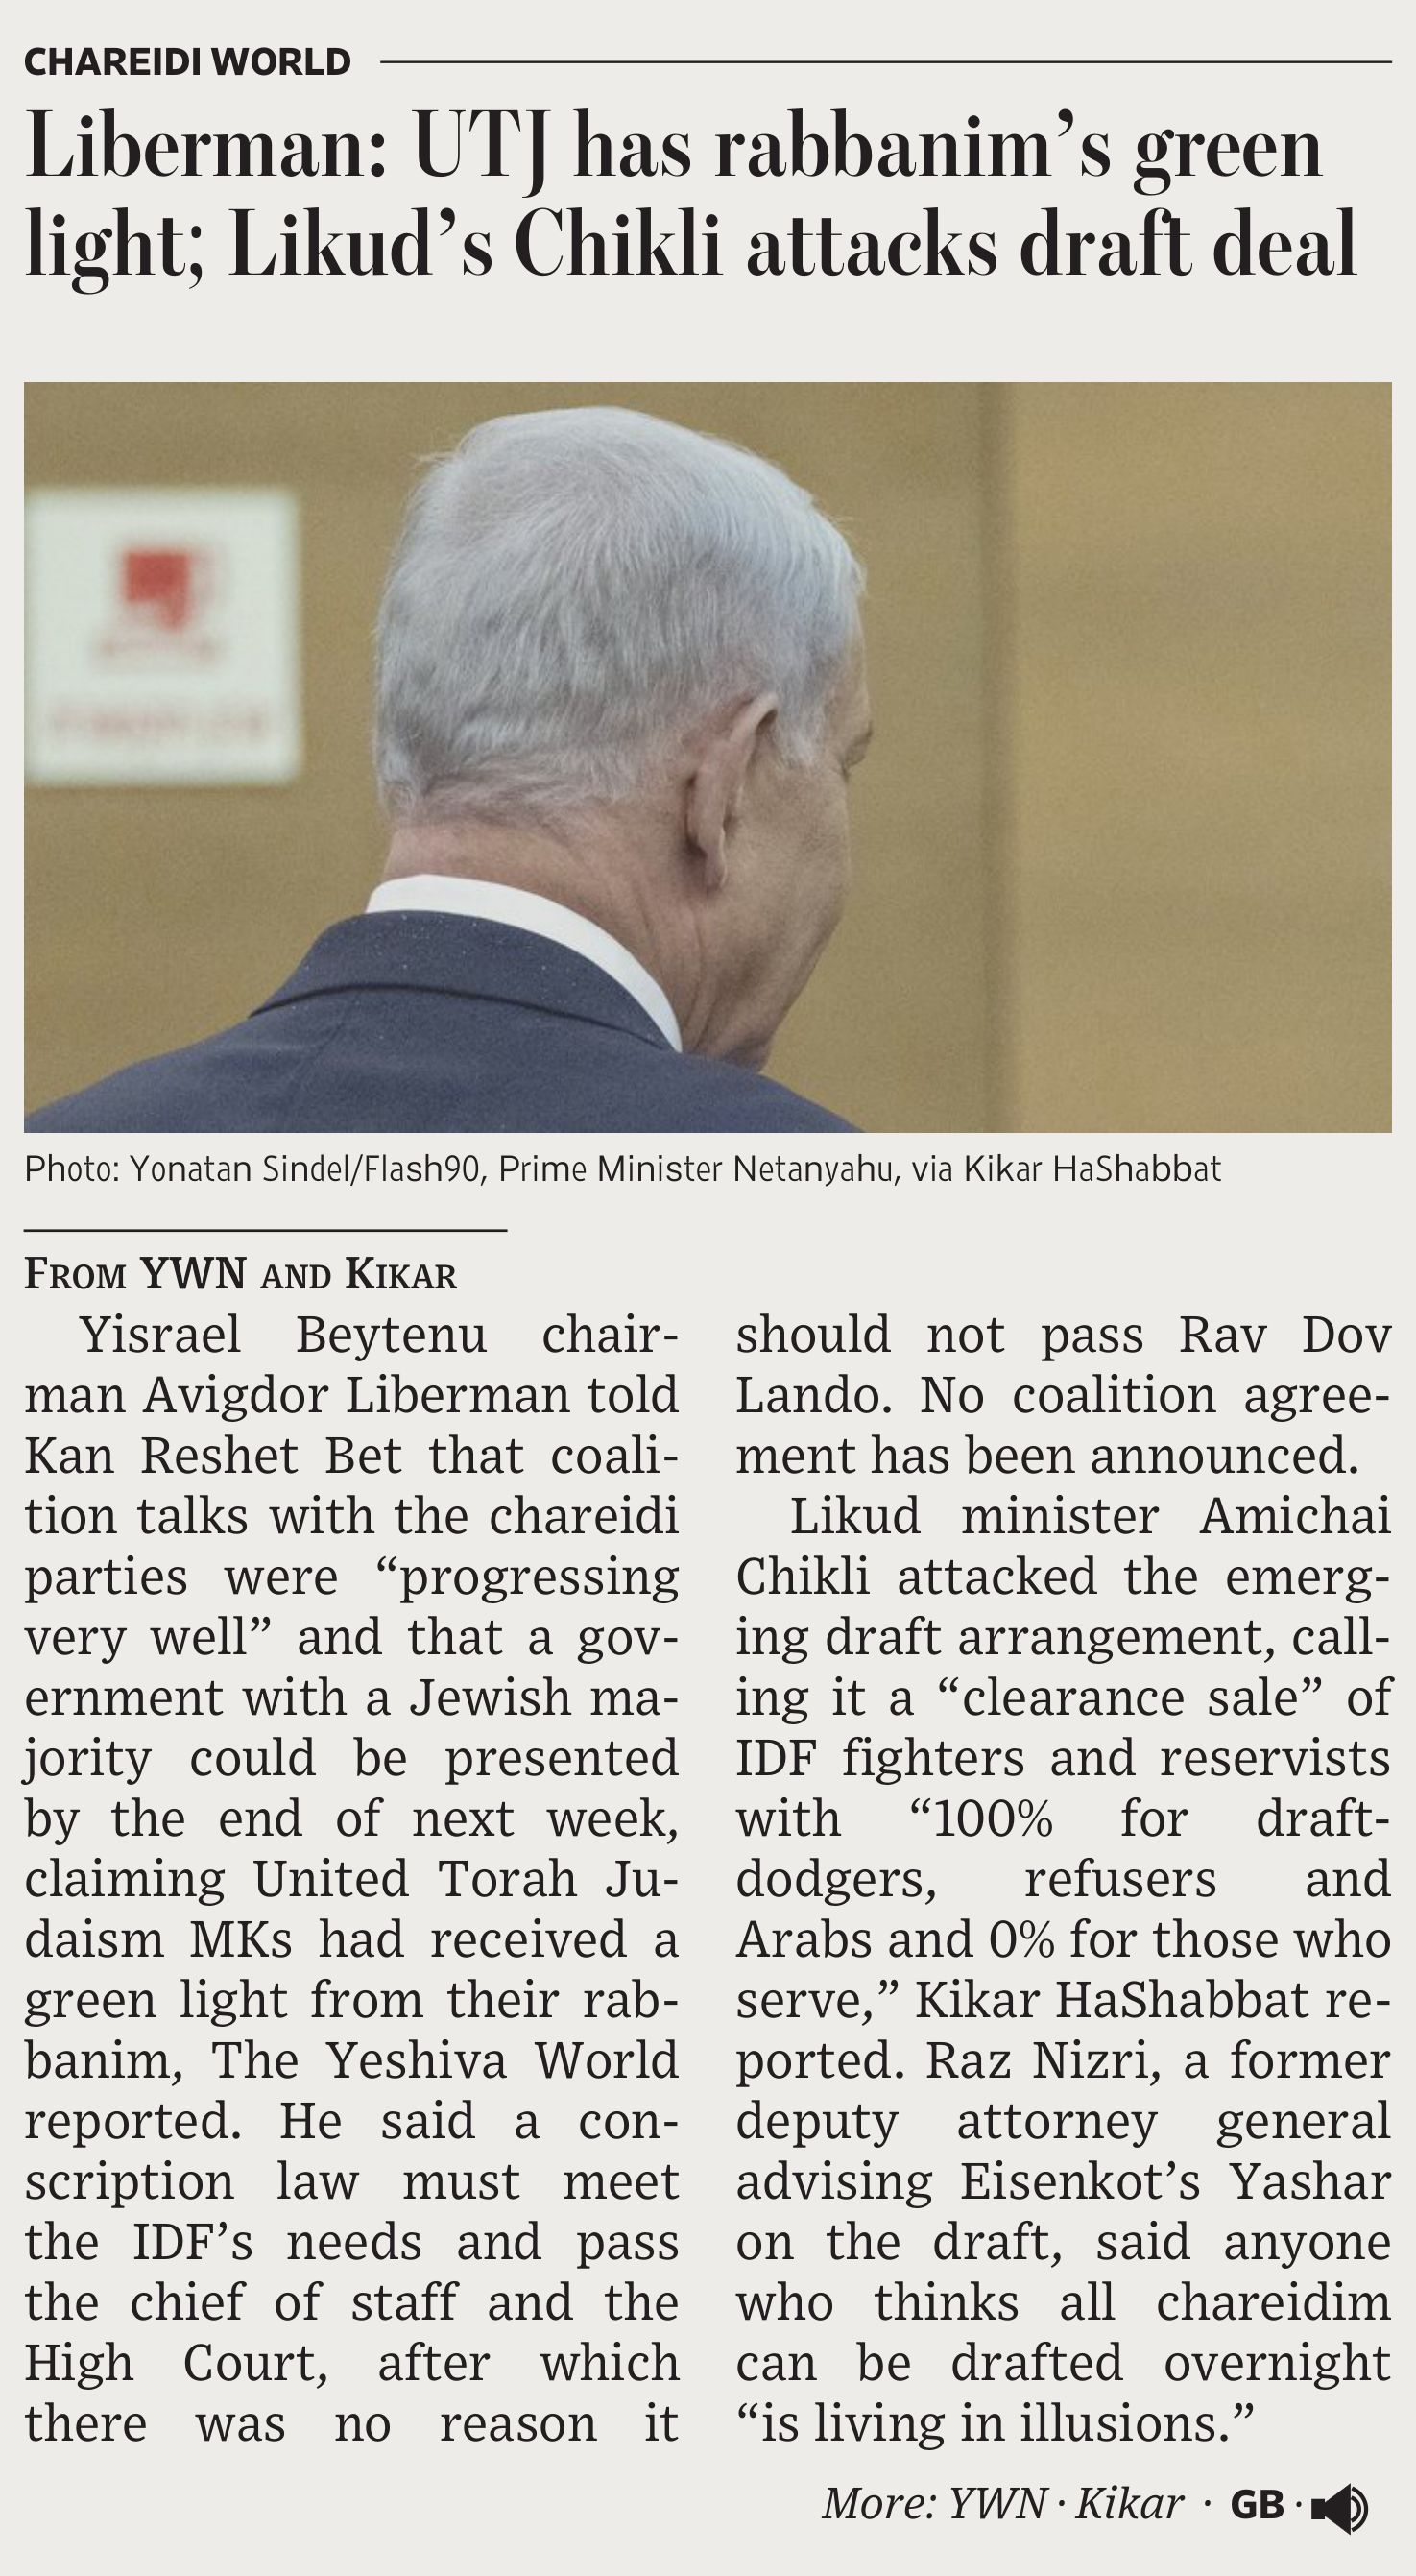 CHAREIDI WORLD
Liberman: UTJ has rabbanim’s green
light; Likud’s Chikli attacks draft deal
Photo: Yonatan Sindel/Flash90, Prime Minister Netanyahu, via Kikar HaShabbat
FROM YWN AND KIKAR
Yisrael Beytenu chair-
man Avigdor Liberman told
Kan Reshet Bet that coali-
tion talks with the chareidi
parties were “progressing
very well” and that a gov-
ernment with a Jewish ma-
jority could be presented
by the end of next week,
claiming United Torah Ju-
daism MKs had received a
green light from their rab-
banim, The Yeshiva World
reported. He said a con-
scription law must meet
the IDF’s needs and pass
the chief of staff and the
High Court, after which
there was no reason it
should not pass Rav Dov
Lando. No coalition agree-
ment has been announced.
Likud minister Amichai
Chikli attacked the emerg-
ing draft arrangement, call-
ing it a “clearance sale” of
IDF fighters and reservists
with “100% for draft-
dodgers, refusers and
Arabs and 0% for those who
serve,” Kikar HaShabbat re-
ported. Raz Nizri, a former
deputy attorney general
advising Eisenkot’s Yashar
on the draft, said anyone
who thinks all chareidim
can be drafted overnight
“is living in illusions.”
More: YWN · Kikar · GB ·